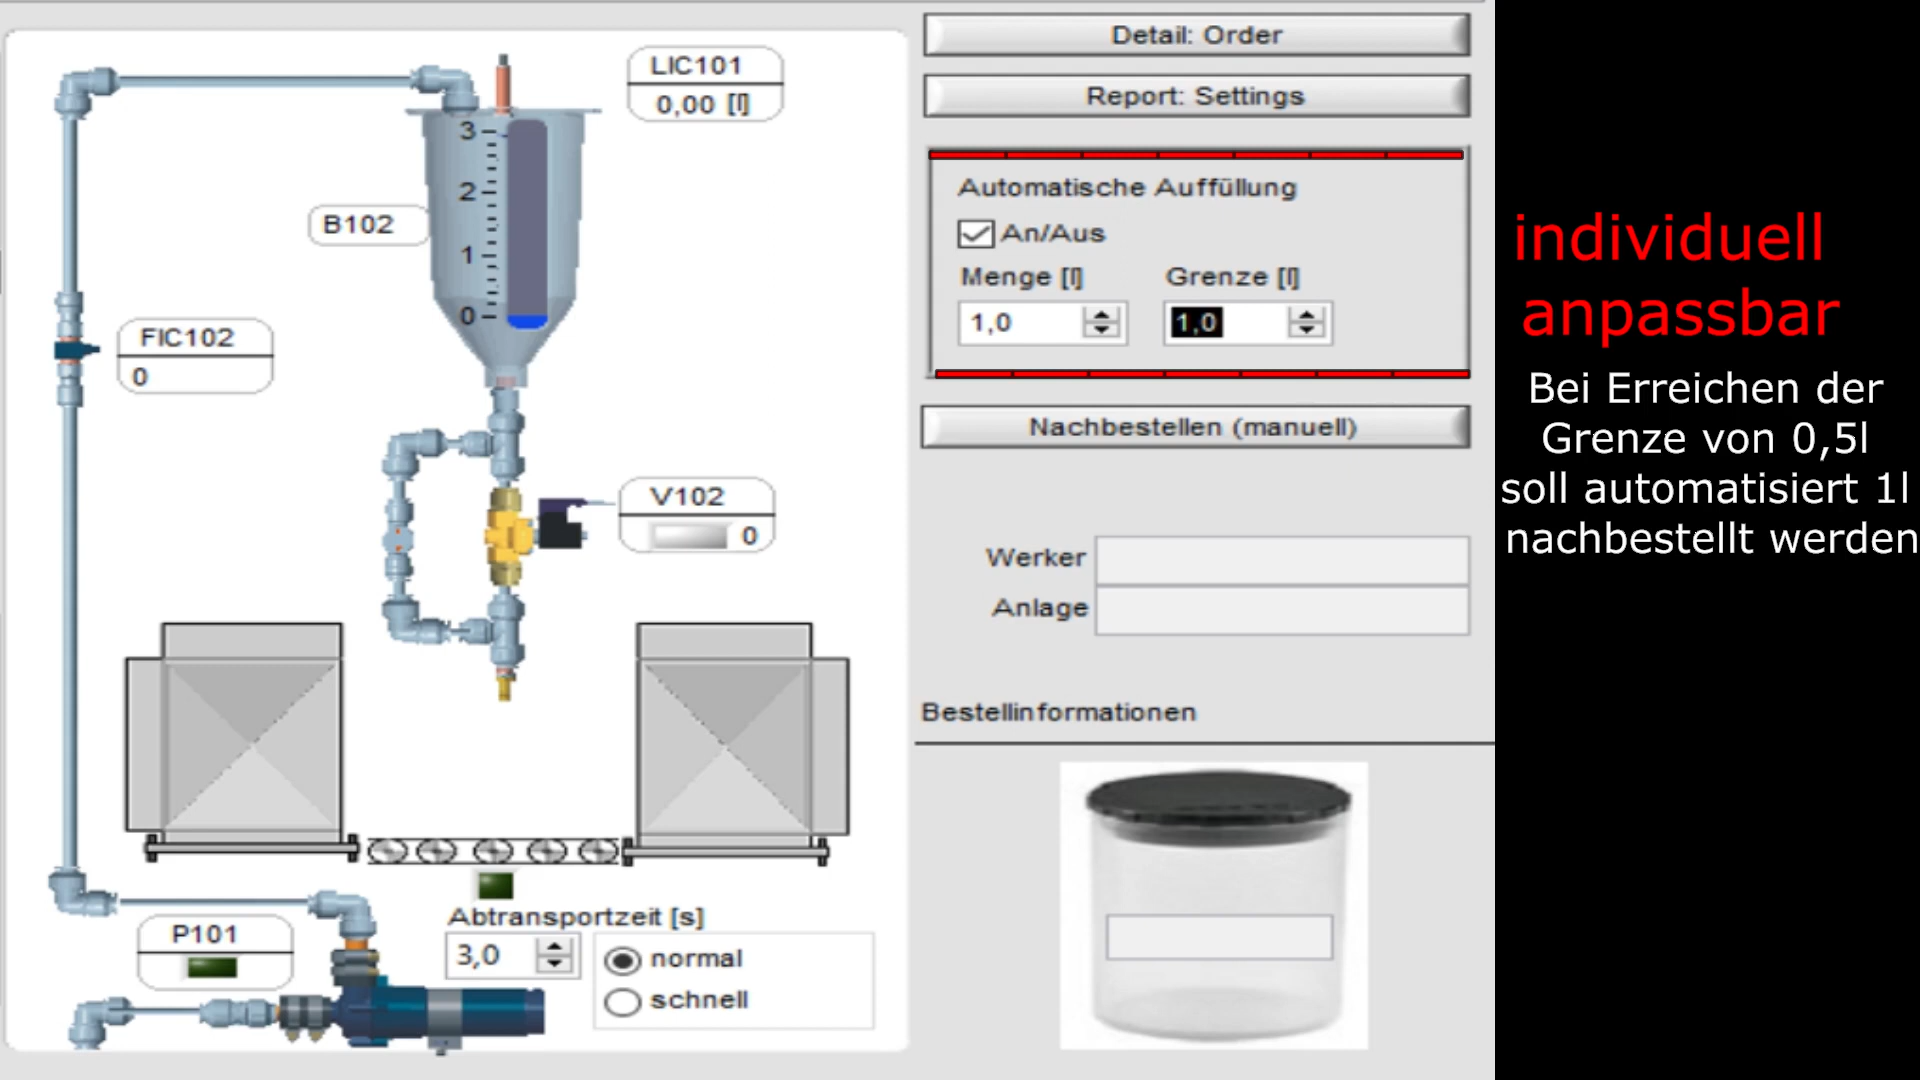 LIC101
0,00 [l]
3
2
1
0
B102
FIC102
0
V102
0
P101
Abtransportzeit [s]
3,0
normal
schnell
Detail: Order
Report: Settings
Automatische Auffüllung
An/Aus
Menge [l] Grenze [l]
1,0 1,0
Nachbestellen (manuell)
Werker
Anlage
Bestellinformationen
individuell
anpassbar
Bei Erreichen der
Grenze von 0,5l
soll automatisiert 1l
nachbestellt werden